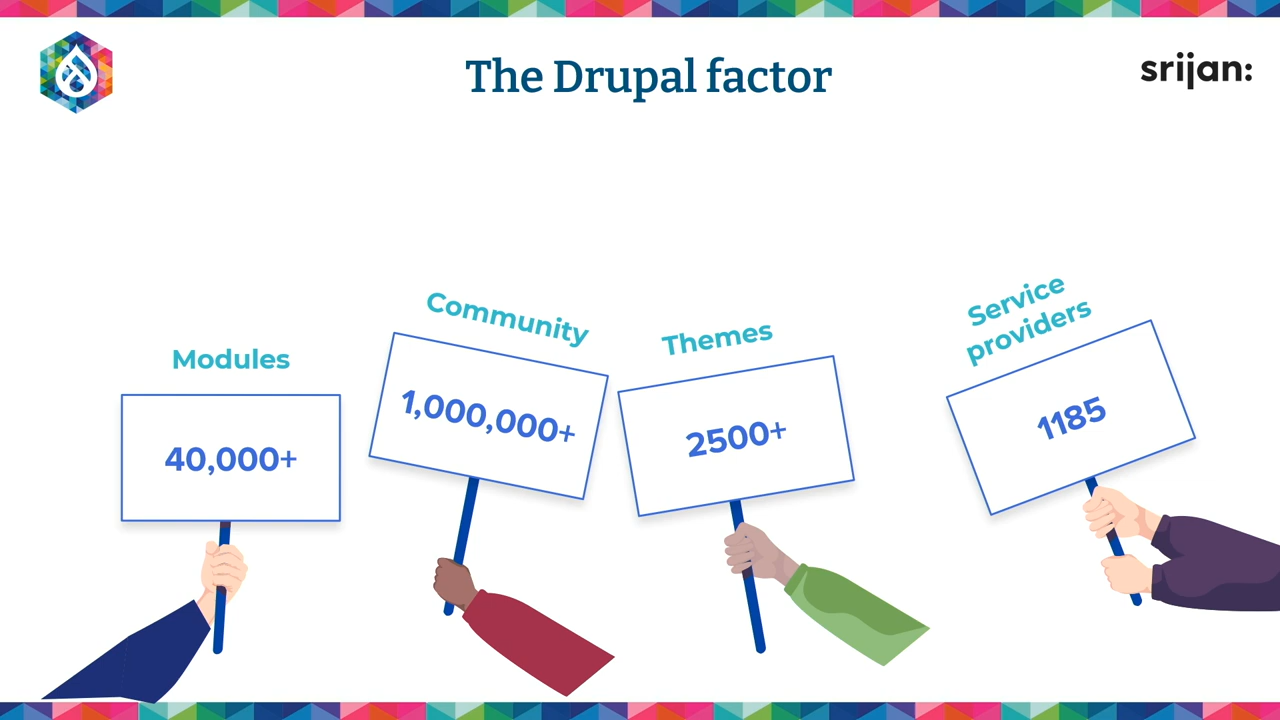 The Drupal factor
srijan:
Modules
40,000+
Community
1,000,000+
Themes
2500+
Service
providers
1185